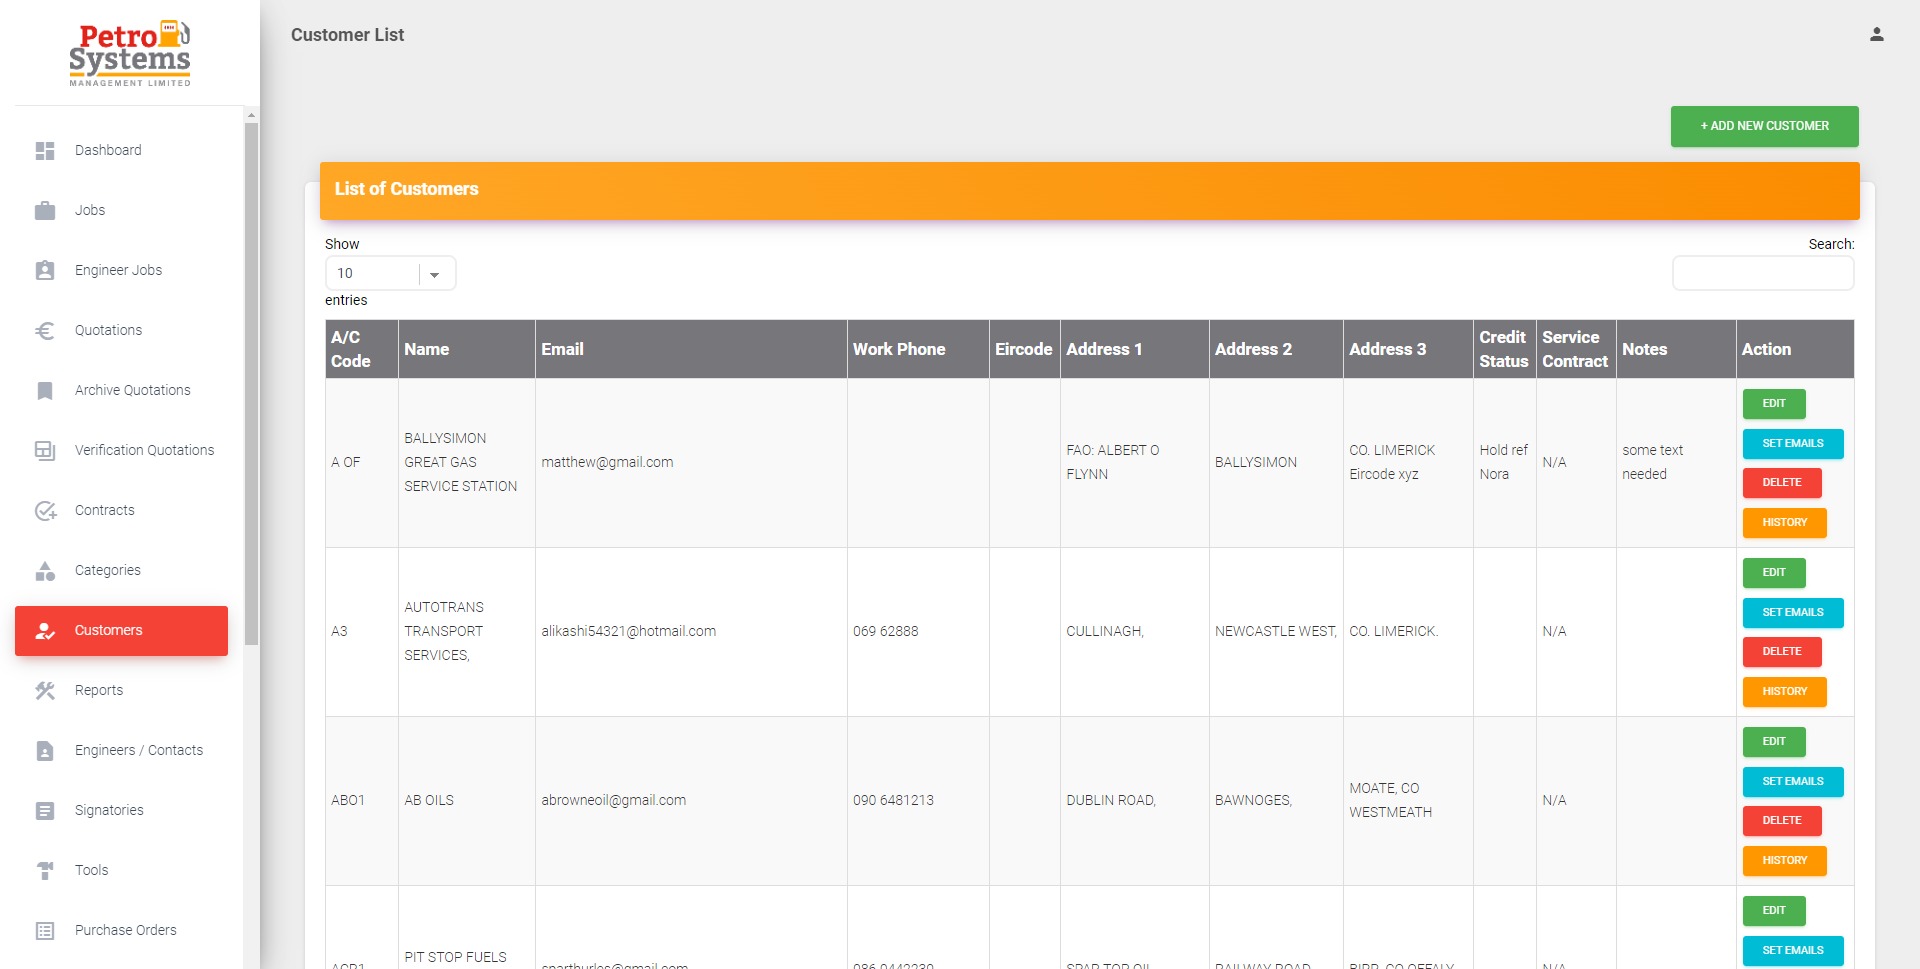 Petro
Systems
MANAGEMENT LIMITED
Dashboard
Jobs
Engineer Jobs
Quotations
Archive Quotations
Verification Quotations
Contracts
Categories
Customers
Reports
Engineers / Contacts
Signatories
Tools
Purchase Orders
Customer List
+ ADD NEW CUSTOMER
List of Customers
Show
10
entries
Search:
A/C
Code
Name
Email
Work Phone
Eircode
Address 1
Address 2
Address 3
Credit
Status
Service
Contract
Notes
Action
A OF
BALLYSIMON
GREAT GAS
SERVICE STATION
matthew@gmail.com
FAO: ALBERT O
FLYNN
BALLYSIMON
CO. LIMERICK
Eircode xyz
Hold ref
Nora
N/A
some text
needed
EDIT
SET EMAILS
DELETE
HISTORY
A3
AUTOTRANS
TRANSPORT
SERVICES,
alikashi54321@hotmail.com
069 62888
CULLINAGH,
NEWCASTLE WEST,
CO. LIMERICK.
N/A
EDIT
SET EMAILS
DELETE
HISTORY
ABO1
AB OILS
abrowneoil@gmail.com
090 6481213
DUBLIN ROAD,
BAWNOGES,
MOATE, CO
WESTMEATH
N/A
EDIT
SET EMAILS
DELETE
HISTORY
PIT STOP FUELS
N/A
EDIT
SET EMAILS